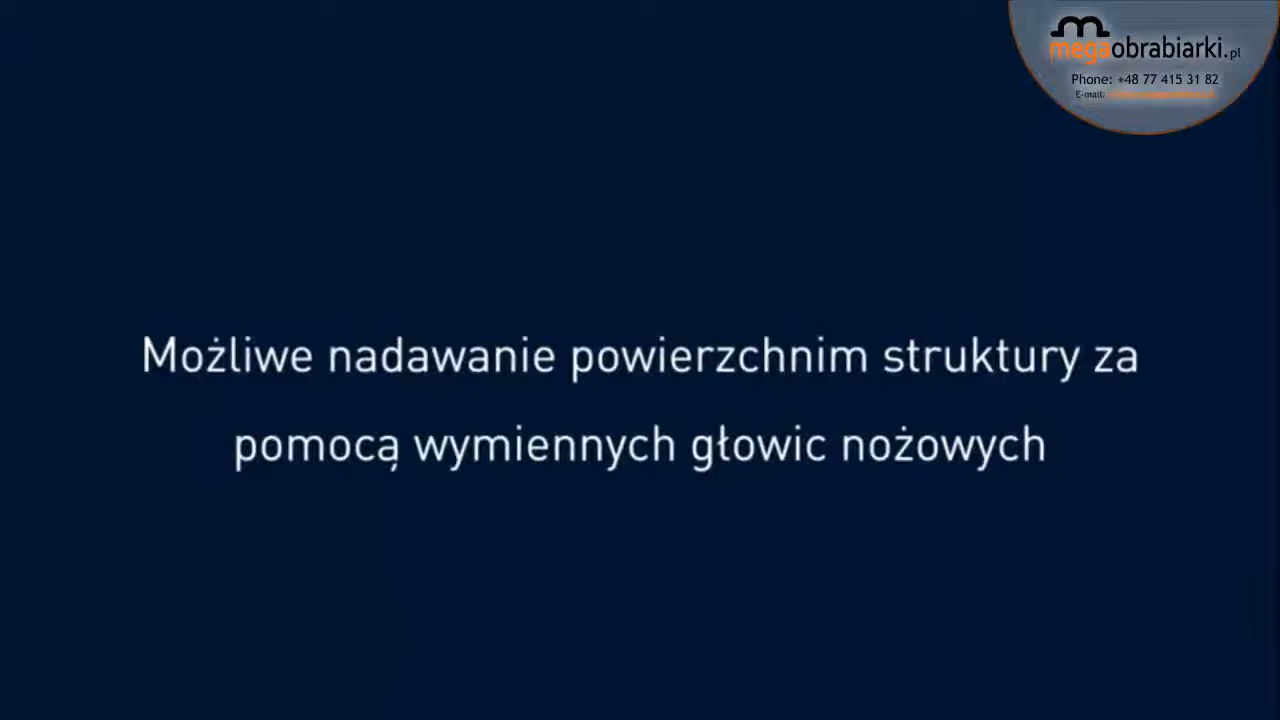 megaobrabiarki.pl
Phone: +48 77 415 31 82
E-mail:
Możliwe nadawanie powierzchnim struktury za
pomocą wymiennych głowic nożowych